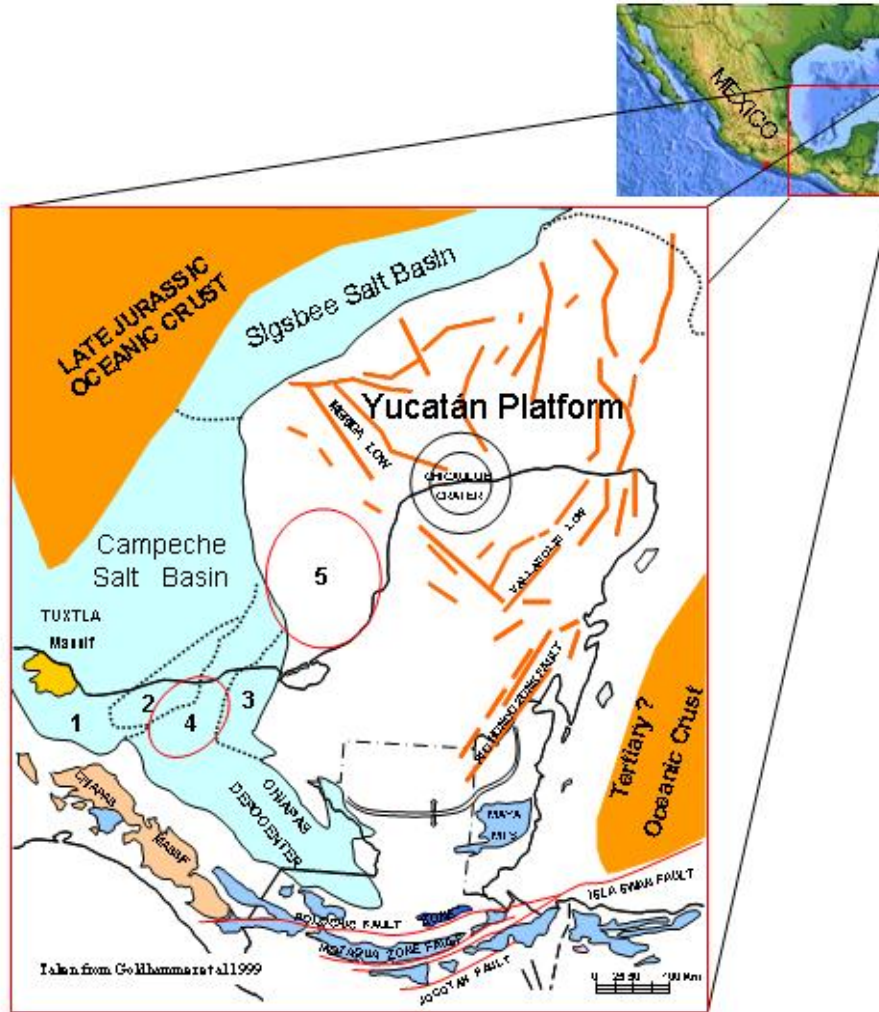 MEXICO
LATE JURASSIC
OCEANIC CRUST
Sigsbee Salt Basin
Yucatán Platform
MERIDA LOW
CHICXULUB
CRATER
Campeche
Salt Basin
5
TUXTLA
Massif
VALLADOLID LOW
1
2
4
3
Tertiary ?
Oceanic Crust
CHIAPAS
MASSIF
CHIAPAS
DEPOCENTER
MAYA
MTS
ISLA SWAN FAULT
FAULT
ZONE FAULT
JOCOTAN FAULT
Taken from Goldhammer et al 1999
0 25 50 100 Km